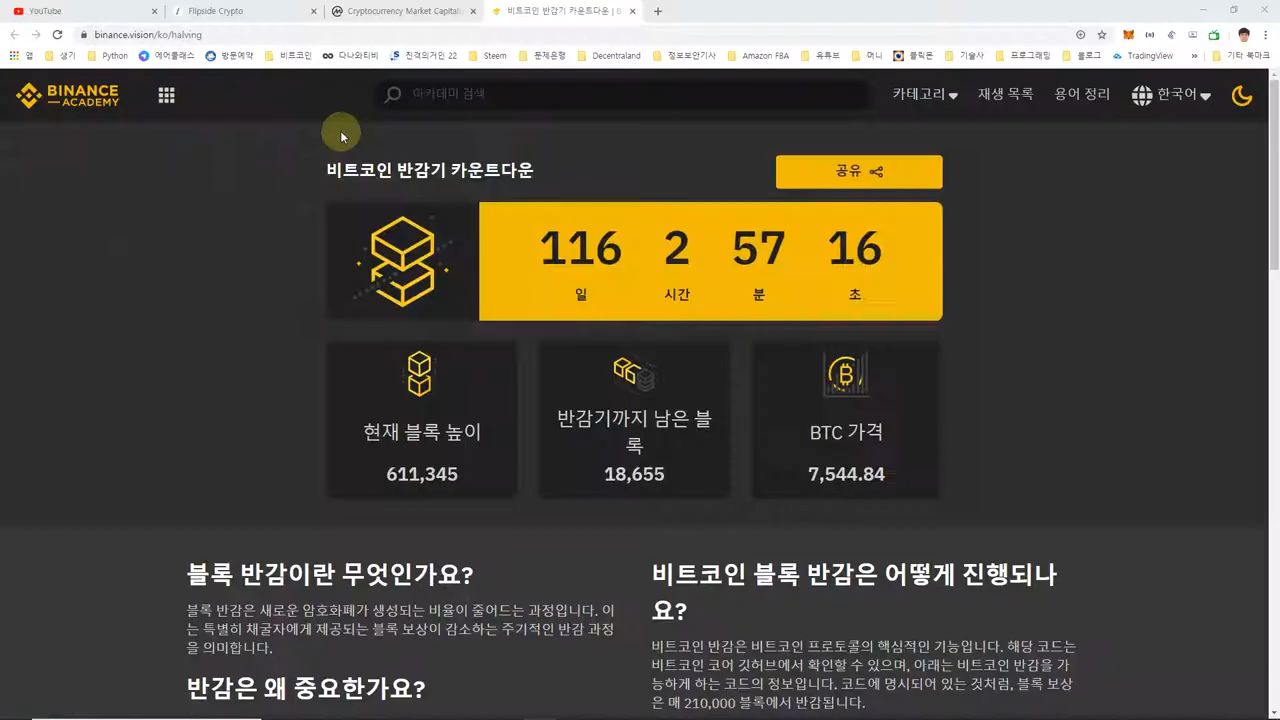 YouTube
Flipside Crypto
Cryptocurrency Market Capitali
비트코인 반감기 카운트다운 | B
bitcoin.vision/ko/halving
앱 생기 Python 에어클래스 방문예약 비트코인 다나와티비 진격의거인 22 Steem 문제은행 Decentraland 정보보안기사 Amazon FBA 유튜브 머니 클릭몬 기술사 프로그래밍 블로그 TradingView » 기타 북마크
BINANCE
ACADEMY
아카데미 검색
카테고리 재생 목록 용어 정리 한국어
비트코인 반감기 카운트다운
공유
116 2 57 16
일 시간 분 초
현재 블록 높이
611,345
반감기까지 남은 블
록
18,655
BTC 가격
7,544.84
블록 반감이란 무엇인가요?
블록 반감은 새로운 암호화폐가 생성되는 비율이 줄어드는 과정입니다. 이
는 특별히 채굴자에게 제공되는 블록 보상이 감소하는 주기적인 반감 과정
을 의미합니다.
반감은 왜 중요한가요?
비트코인 블록 반감은 어떻게 진행되나
요?
비트코인 반감은 비트코인 프로토콜의 핵심적인 기능입니다. 해당 코드는
비트코인 코어 깃허브에서 확인할 수 있으며, 아래는 비트코인 반감을 가
능하게 하는 코드의 정보입니다. 코드에 명시되어 있는 것처럼, 블록 보상
은 매 210,000 블록에서 반감됩니다.